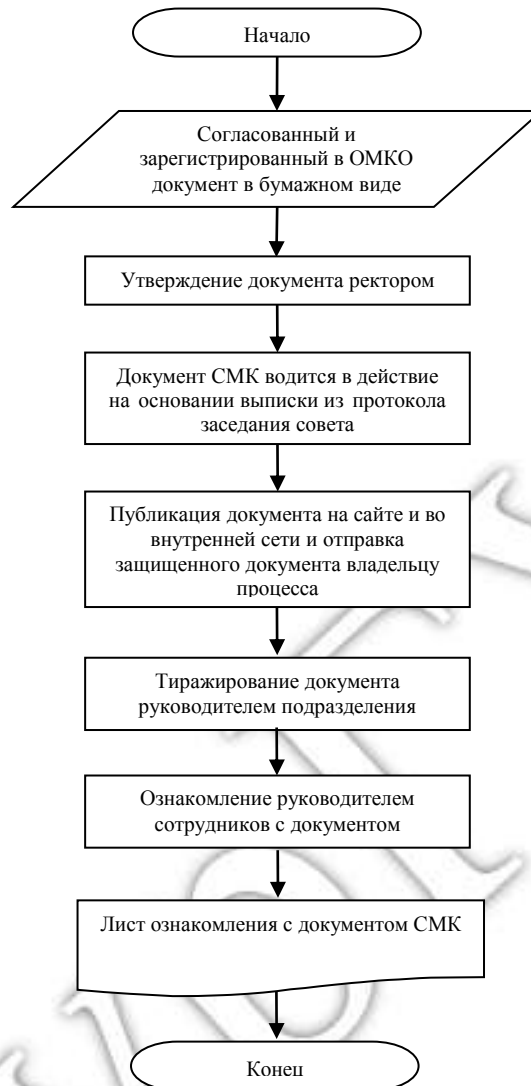 Начало
Согласованный и
зарегистрированный в ОМКО
документ в бумажном виде
Утверждение документа ректором
Документ СМК водится в действие
на основании выписки из протокола
заседания совета
Публикация документа на сайте и во
внутренней сети и отправка
защищенного документа владельцу
процесса
Тиражирование документа
руководителем подразделения
Ознакомление руководителем
сотрудников с документом
Лист ознакомления с документом СМК
Конец